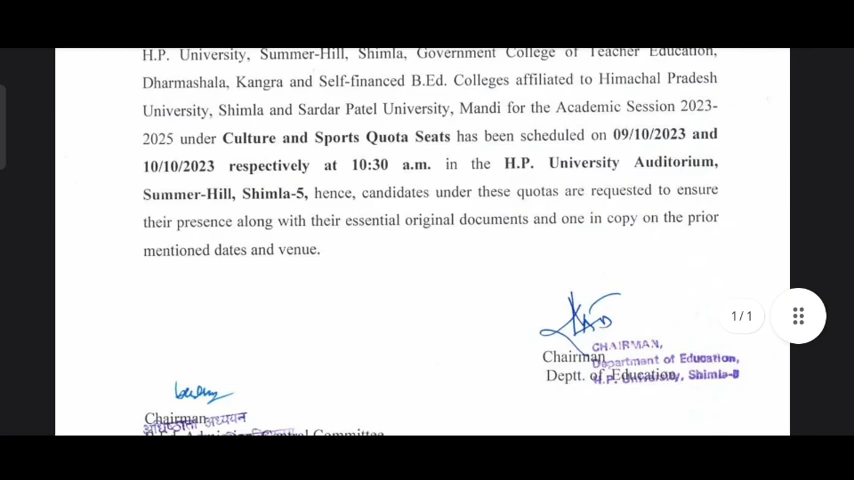 H.P. University, Summer-Hill, Shimla, Government College of Teacher Education,
Dharmashala, Kangra and Self-financed B.Ed. Colleges affiliated to Himachal Pradesh
University, Shimla and Sardar Patel University, Mandi for the Academic Session 2023-
2025 under Culture and Sports Quota Seats has been scheduled on 09/10/2023 and
10/10/2023 respectively at 10:30 a.m. in the H.P. University Auditorium,
Summer-Hill, Shimla-5, hence, candidates under these quotas are requested to ensure
their presence along with their essential original documents and one in copy on the prior
mentioned dates and venue.
1/1
CHAIRMAN,
Chairman
Department of Education,
Deptt. of Education
H.P. University, Shimla-5
Chairman
अधिष्ठाता अध्ययन
Committee